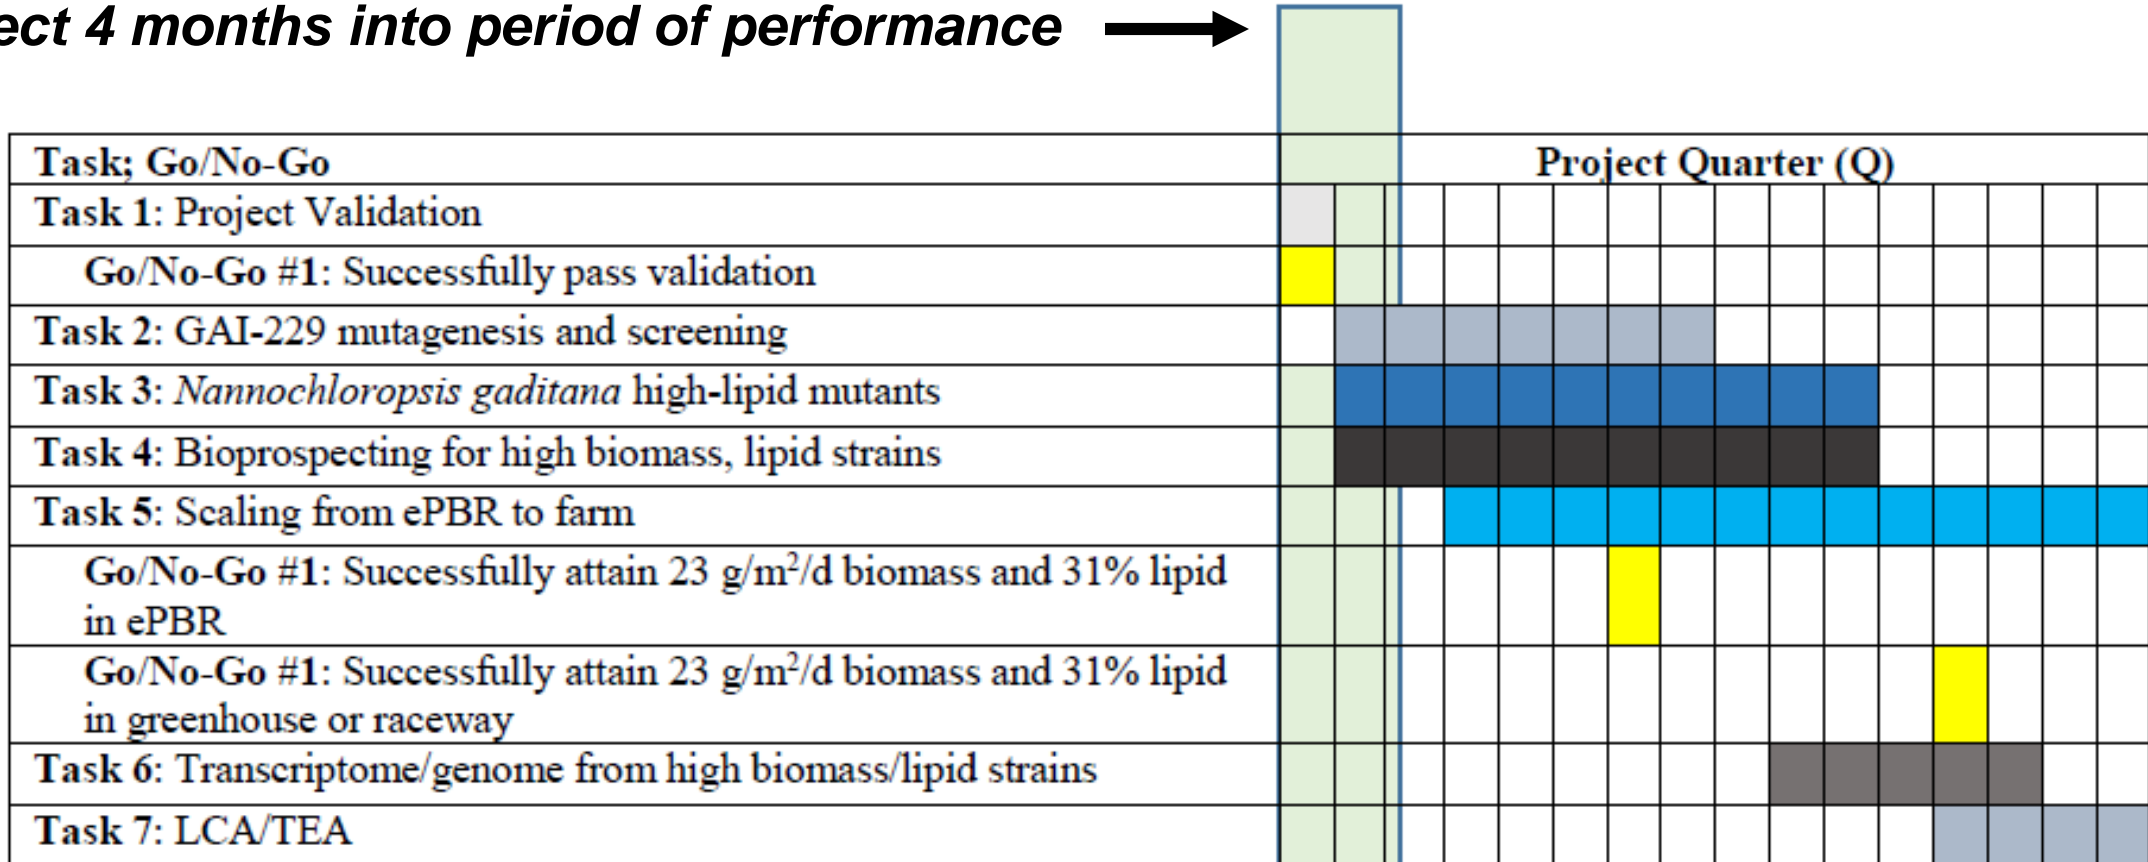 ect 4 months into period of performance
Task; Go/No-Go
Project Quarter (Q)
Task 1: Project Validation
Go/No-Go #1: Successfully pass validation
Task 2: GAI-229 mutagenesis and screening
Task 3: Nannochloropsis gaditana high-lipid mutants
Task 4: Bioprospecting for high biomass, lipid strains
Task 5: Scaling from ePBR to farm
Go/No-Go #1: Successfully attain 23 g/m²/d biomass and 31% lipid
in ePBR
Go/No-Go #1: Successfully attain 23 g/m²/d biomass and 31% lipid
in greenhouse or raceway
Task 6: Transcriptome/genome from high biomass/lipid strains
Task 7: LCA/TEA